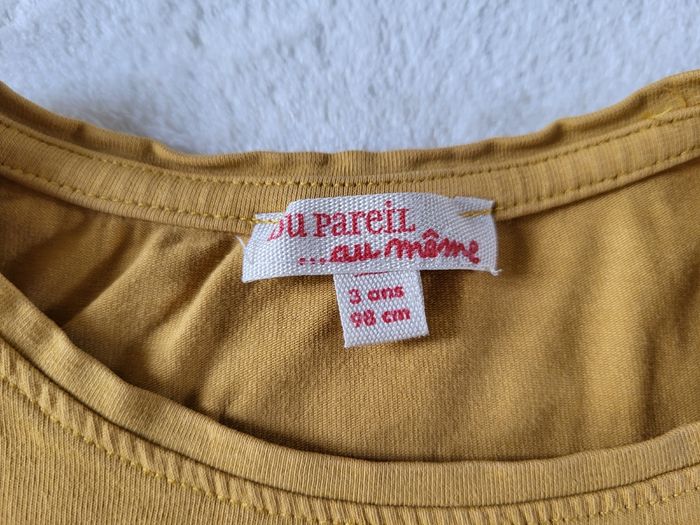 Du Pareil
...au même
3 ans
98 cm